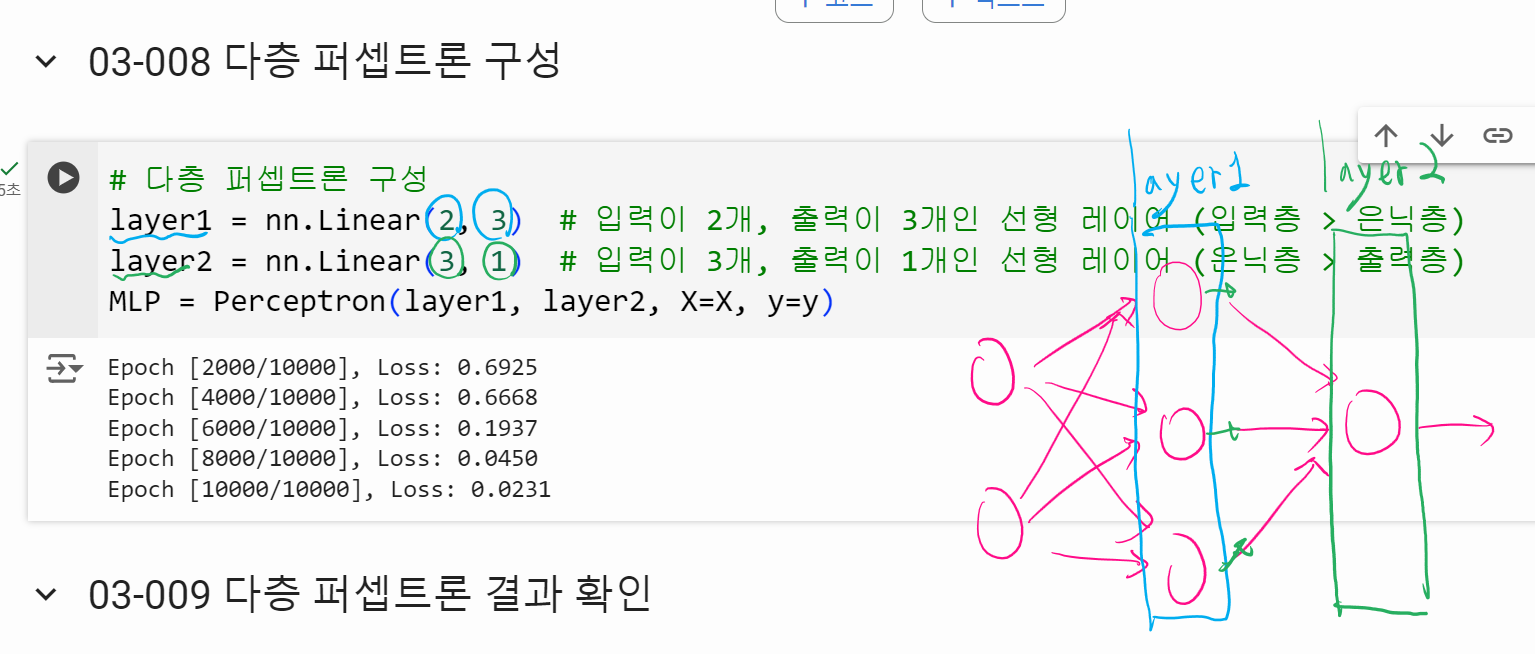 03-008 다층 퍼셉트론 구성
5초
# 다층 퍼셉트론 구성
layer1 = nn.Linear(2, 3)  # 입력이 2개, 출력이 3개인 선형 레이어 (입력층 > 은닉층)
layer2 = nn.Linear(3, 1)  # 입력이 3개, 출력이 1개인 선형 레이어 (은닉층 > 출력층)
MLP = Perceptron(layer1, layer2, X=X, y=y)
layer1
layer2
Epoch [2000/10000], Loss: 0.6925
Epoch [4000/10000], Loss: 0.6668
Epoch [6000/10000], Loss: 0.1937
Epoch [8000/10000], Loss: 0.0450
Epoch [10000/10000], Loss: 0.0231
03-009 다층 퍼셉트론 결과 확인